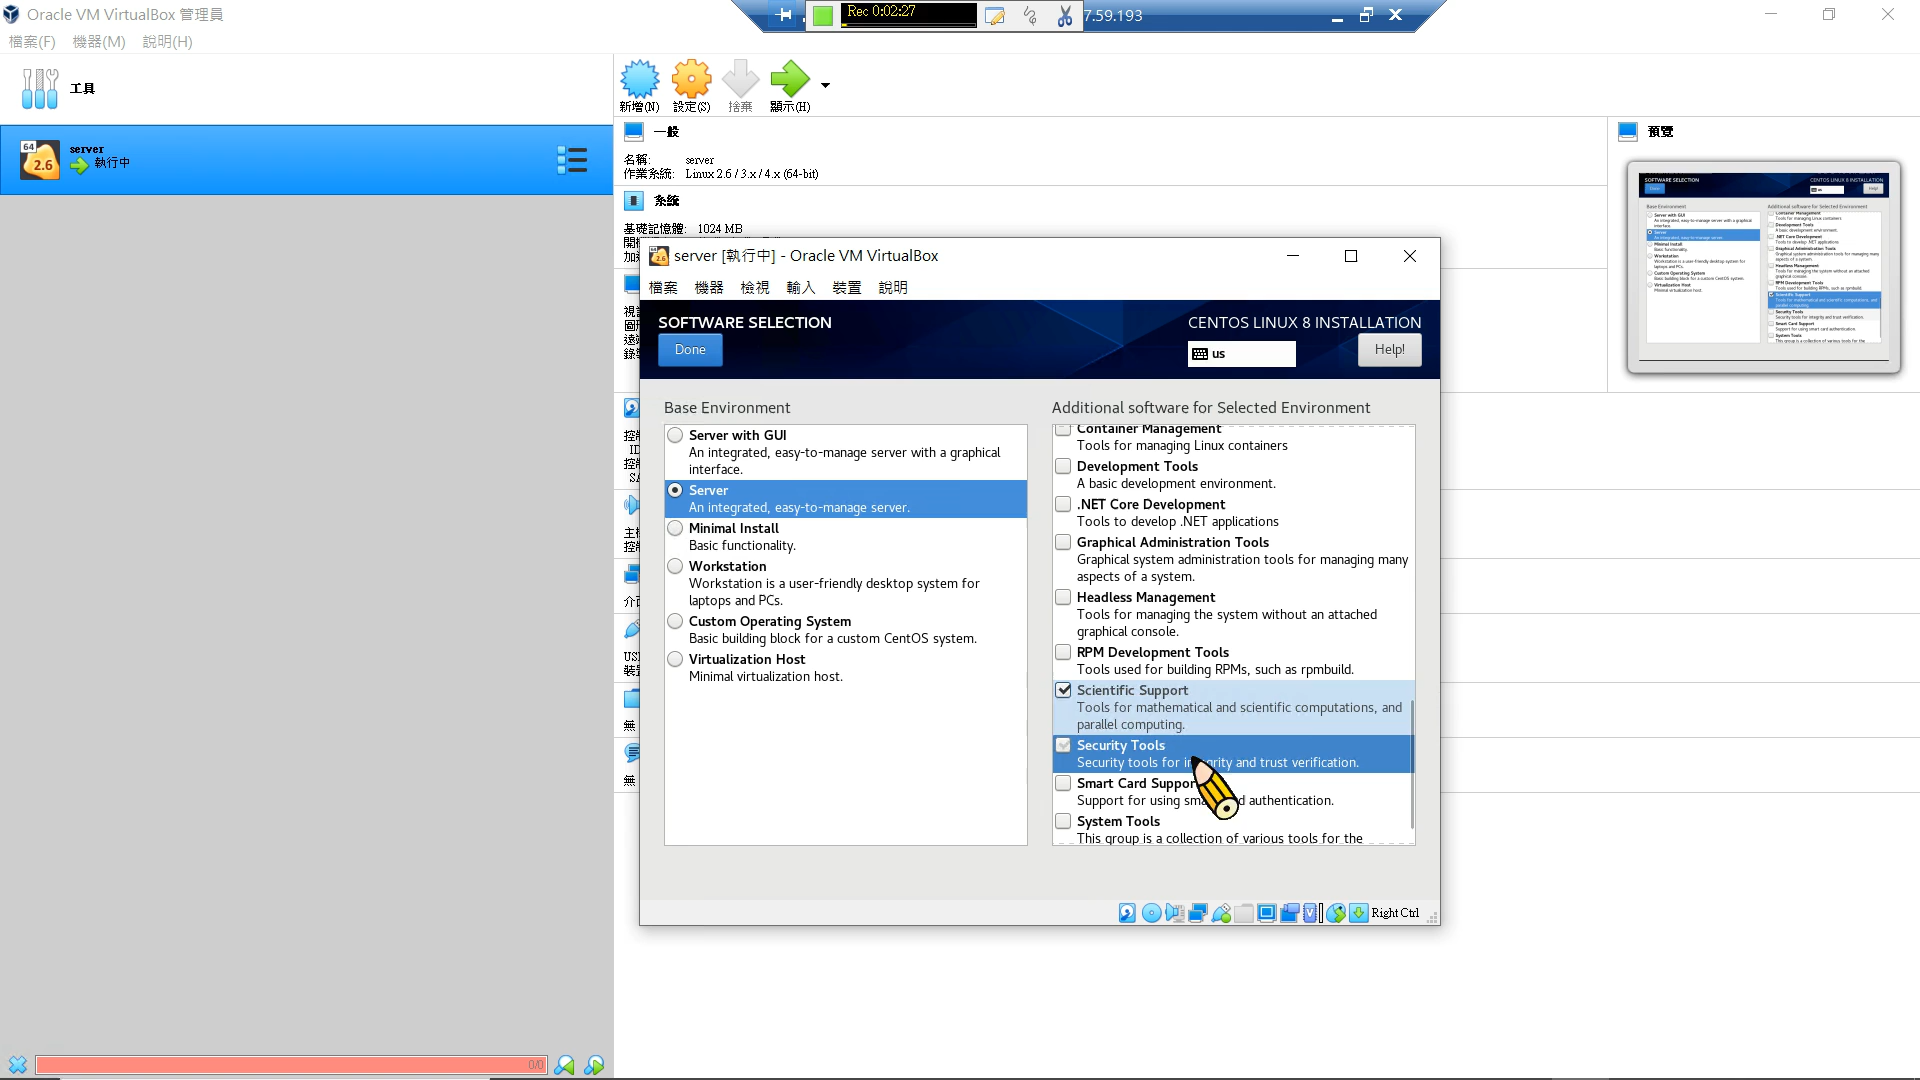 Oracle VM VirtualBox 管理員
Rec 0:02:27
7.59.193
檔案(F) 機器(M) 說明(H)
工具
新增(N) 設定(S) 捨棄 顯示(H)
64
2.6
server
執行中
一般
名稱: server
作業系統: Linux 2.6 / 3.x / 4.x (64-bit)
系統
基礎記憶體: 1024 MB
預覽
server [執行中] - Oracle VM VirtualBox
檔案 機器 檢視 輸入 裝置 說明
SOFTWARE SELECTION
CENTOS LINUX 8 INSTALLATION
Done
us
Help!
Base Environment
Server with GUI
An integrated, easy-to-manage server with a graphical
interface.
Server
An integrated, easy-to-manage server.
Minimal Install
Basic functionality.
Workstation
Workstation is a user-friendly desktop system for
laptops and PCs.
Custom Operating System
Basic building block for a custom CentOS system.
Virtualization Host
Minimal virtualization host.
Additional software for Selected Environment
Container Management
Tools for managing Linux containers
Development Tools
A basic development environment.
.NET Core Development
Tools to develop .NET applications
Graphical Administration Tools
Graphical system administration tools for managing many
aspects of a system.
Headless Management
Tools for managing the system without an attached
graphical console.
RPM Development Tools
Tools used for building RPMs, such as rpmbuild.
Scientific Support
Tools for mathematical and scientific computations, and
parallel computing.
Security Tools
Security tools for and trust verification.
Smart Card Suppor
Support for using authentication.
System Tools
This group is a collection of various tools for the
Right Ctrl
無
無
0/0